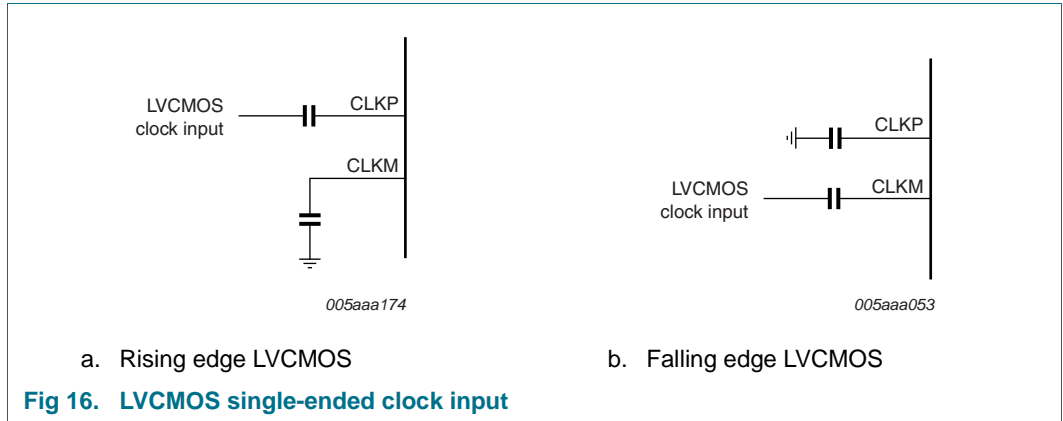 LVCMOS
clock input
CLKP
CLKM
005aaa174
a. Rising edge LVCMOS
CLKP
LVCMOS
clock input
CLKM
005aaa053
b. Falling edge LVCMOS
Fig 16. LVCMOS single-ended clock input